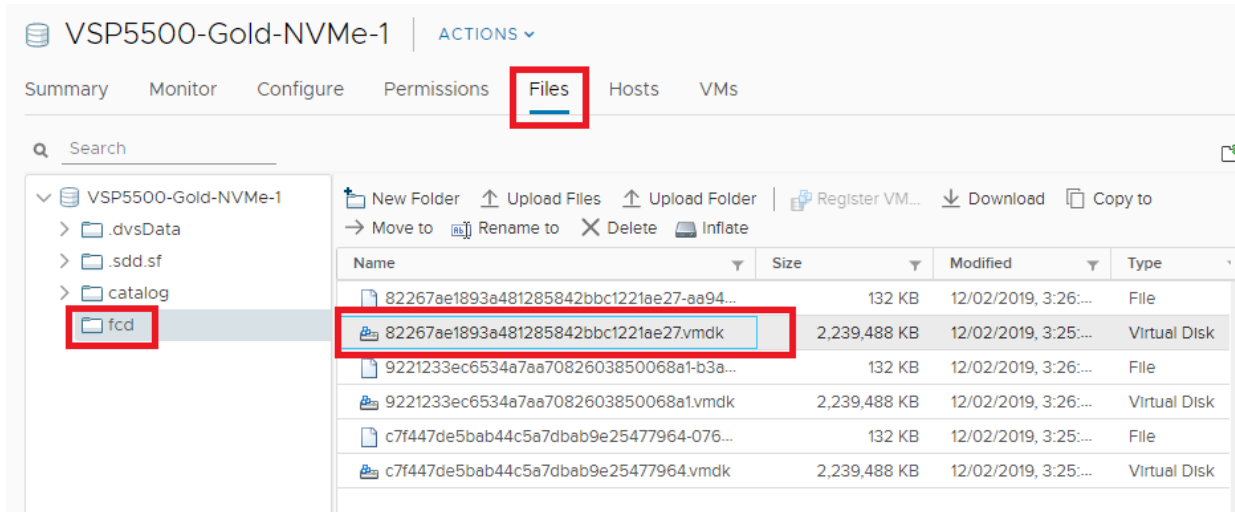 VSP5500-Gold-NVMe-1 ACTIONS
Summary Monitor Configure Permissions Files Hosts VMs
Search
VSP5500-Gold-NVMe-1
.dvsData
.sdd.sf
catalog
fcd
New Folder Upload Files Upload Folder Register VM... Download Copy to
Move to Rename to Delete Inflate
Name Size Modified Type
82267ae1893a481285842bbc1221ae27-aa94... 132 KB 12/02/2019, 3:26:... File
82267ae1893a481285842bbc1221ae27.vmdk 2,239,488 KB 12/02/2019, 3:25:... Virtual Disk
9221233ec6534a7aa7082603850068a1-b3a... 132 KB 12/02/2019, 3:26:... File
9221233ec6534a7aa7082603850068a1.vmdk 2,239,488 KB 12/02/2019, 3:26:... Virtual Disk
c7f447de5bab44c5a7dbab9e25477964-076... 132 KB 12/02/2019, 3:25:... File
c7f447de5bab44c5a7dbab9e25477964.vmdk 2,239,488 KB 12/02/2019, 3:25:... Virtual Disk